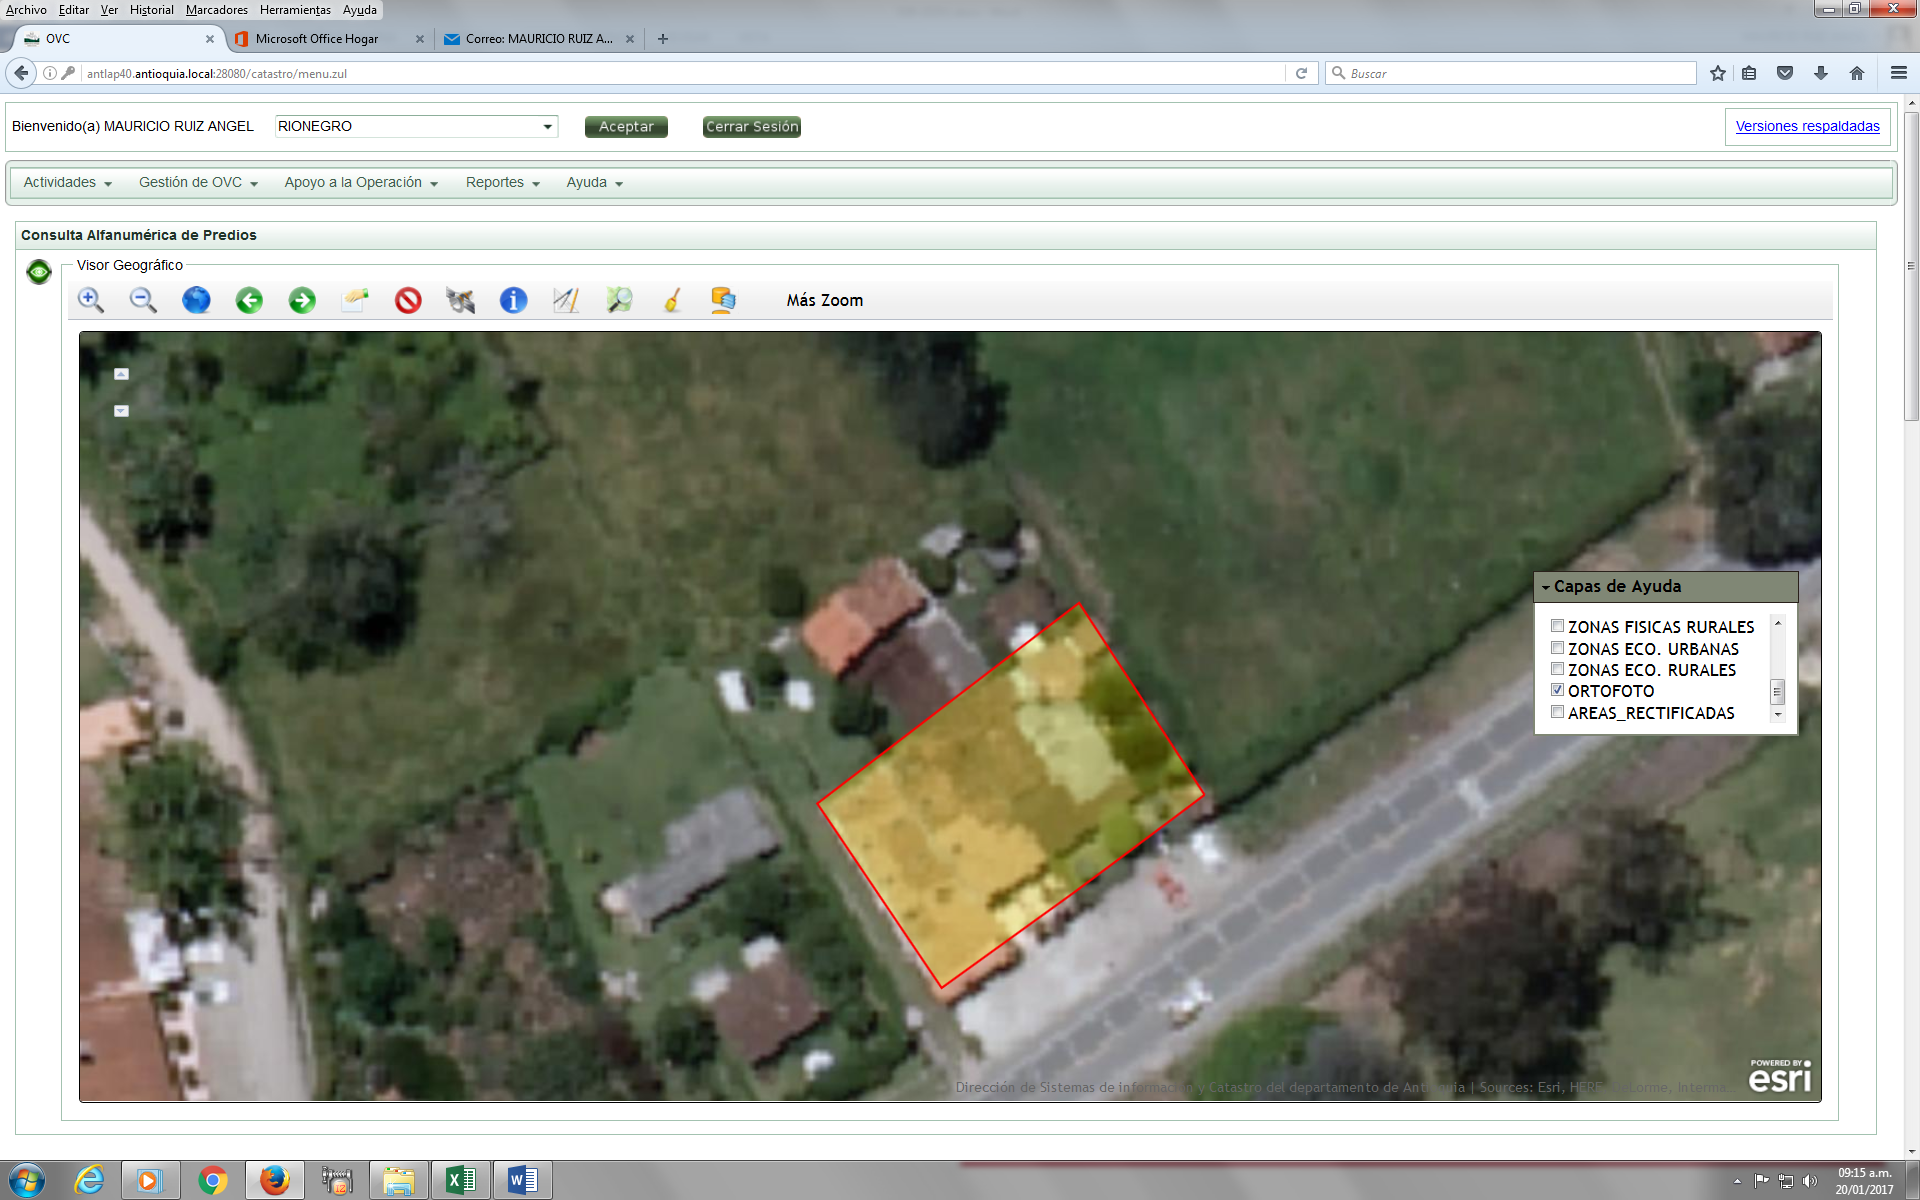 Archivo Editar Ver Historial Marcadores Herramientas Ayuda
OVC
Microsoft Office Hogar
Correo: MAURICIO RUIZ A...
antlap40.antioquia.local:28080/catastro/menu.zul
Buscar
Bienvenido(a) MAURICIO RUIZ ANGEL
RIONEGRO
Aceptar
Cerrar Sesión
Versiones respaldadas
Actividades
Gestión de OVC
Apoyo a la Operación
Reportes
Ayuda
Consulta Alfanumérica de Predios
Visor Geográfico
Más Zoom
Capas de Ayuda
ZONAS FISICAS RURALES
ZONAS ECO. URBANAS
ZONAS ECO. RURALES
ORTOFOTO
AREAS_RECTIFICADAS
POWERED BY
esri
Dirección de Sistemas de información y Catastro del departamento de Antioquia | Sources: Esri, HERE, DeLorme, Interma...
09:15 a.m.
20/01/2017